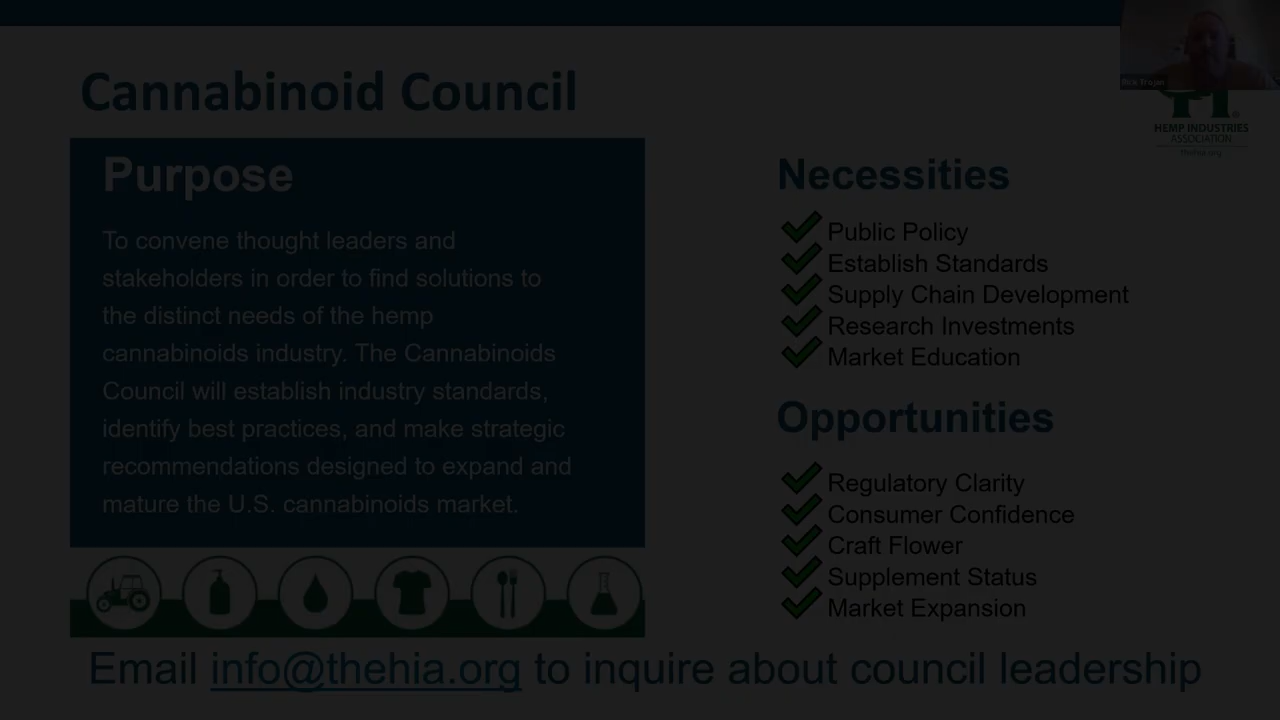 Cannabinoid Council
Purpose
To convene thought leaders and
stakeholders in order to find solutions to
the distinct needs of the hemp
cannabinoids industry. The Cannabinoids
Council will establish industry standards,
identify best practices, and make strategic
recommendations designed to expand and
mature the U.S. cannabinoids market.
Necessities
Public Policy
Establish Standards
Supply Chain Development
Research Investments
Market Education
Opportunities
Regulatory Clarity
Consumer Confidence
Craft Flower
Supplement Status
Market Expansion
Email info@thehia.org to inquire about council leadership
HEMP INDUSTRIES
ASSOCIATION
thehia.org